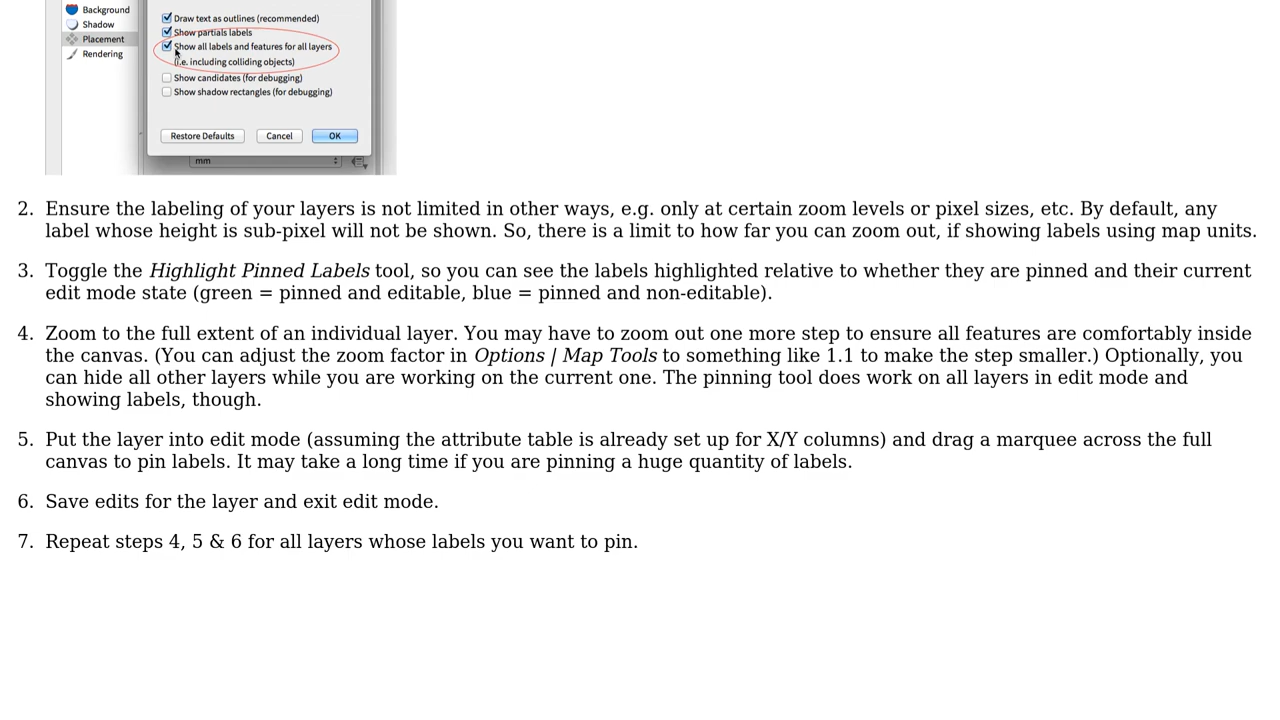 Background
Shadow
Placement
Rendering
Draw text as outlines (recommended)
Show partials labels
Show all labels and features for all layers
(i.e. including colliding objects)
Show candidates (for debugging)
Show shadow rectangles (for debugging)
Restore Defaults
Cancel
OK
mm
2. Ensure the labeling of your layers is not limited in other ways, e.g. only at certain zoom levels or pixel sizes, etc. By default, any
label whose height is sub-pixel will not be shown. So, there is a limit to how far you can zoom out, if showing labels using map units.
3. Toggle the Highlight Pinned Labels tool, so you can see the labels highlighted relative to whether they are pinned and their current
edit mode state (green = pinned and editable, blue = pinned and non-editable).
4. Zoom to the full extent of an individual layer. You may have to zoom out one more step to ensure all features are comfortably inside
the canvas. (You can adjust the zoom factor in Options | Map Tools to something like 1.1 to make the step smaller.) Optionally, you
can hide all other layers while you are working on the current one. The pinning tool does work on all layers in edit mode and
showing labels, though.
5. Put the layer into edit mode (assuming the attribute table is already set up for X/Y columns) and drag a marquee across the full
canvas to pin labels. It may take a long time if you are pinning a huge quantity of labels.
6. Save edits for the layer and exit edit mode.
7. Repeat steps 4, 5 & 6 for all layers whose labels you want to pin.